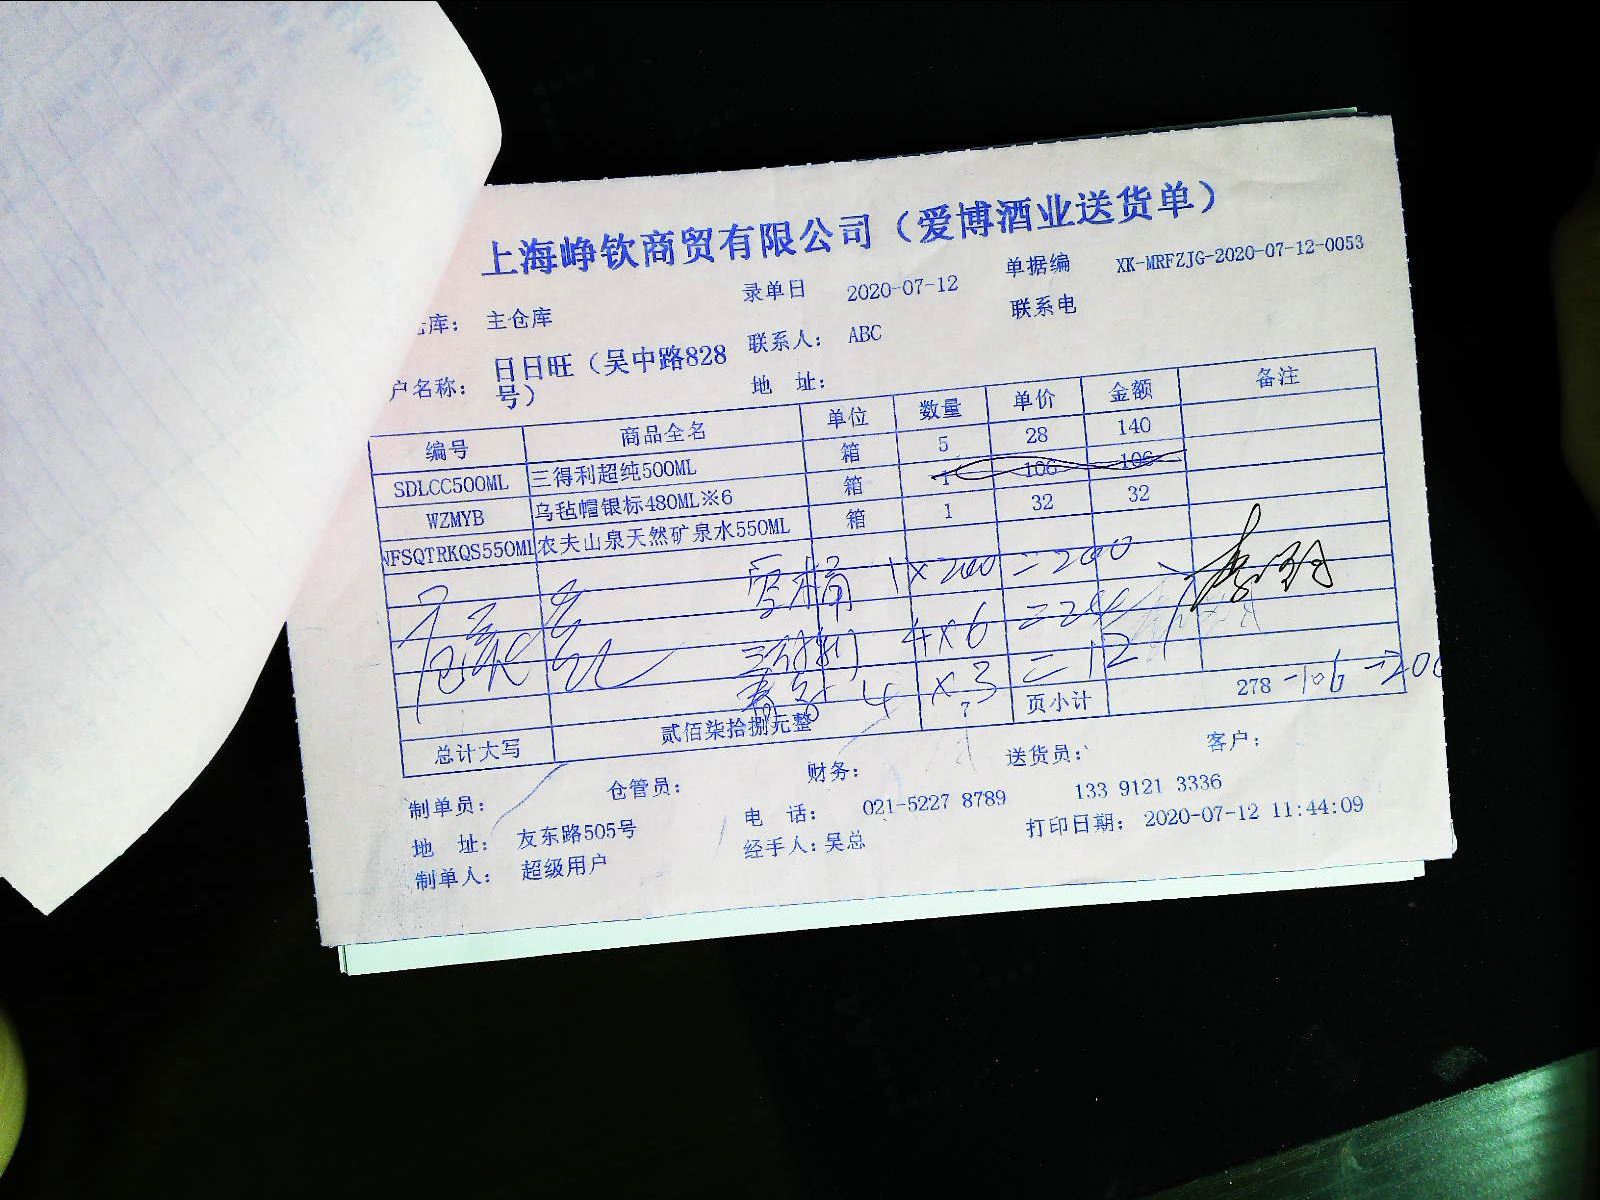 上海峥钦商贸有限公司（爱博酒业送货单）
仓库： 主仓库 录单日 2020-07-12 单据编 XK-MRFZJG-2020-07-12-0053
户名称： 日日旺（吴中路828号） 联系人： ABC 联系电
地 址：
编号 商品全名 单位 数量 单价 金额 备注
SDLCC500ML 三得利超纯500ML 箱 5 28 140
WZMYB 乌毡帽银标480ML※6 箱 1 106 106
NFSQTRKQS550ML 农夫山泉天然矿泉水550ML 箱 1 32 32
1×200=200
4×6=24
4×3=12
7 页小计 278 -106
总计大写 贰佰柒拾捌元整
制单员： 仓管员： 财务： 送货员： 客户：
地 址： 友东路505号 电 话： 021-5227 8789 133 9121 3336
制单人： 超级用户 经手人：吴总 打印日期： 2020-07-12 11:44:09